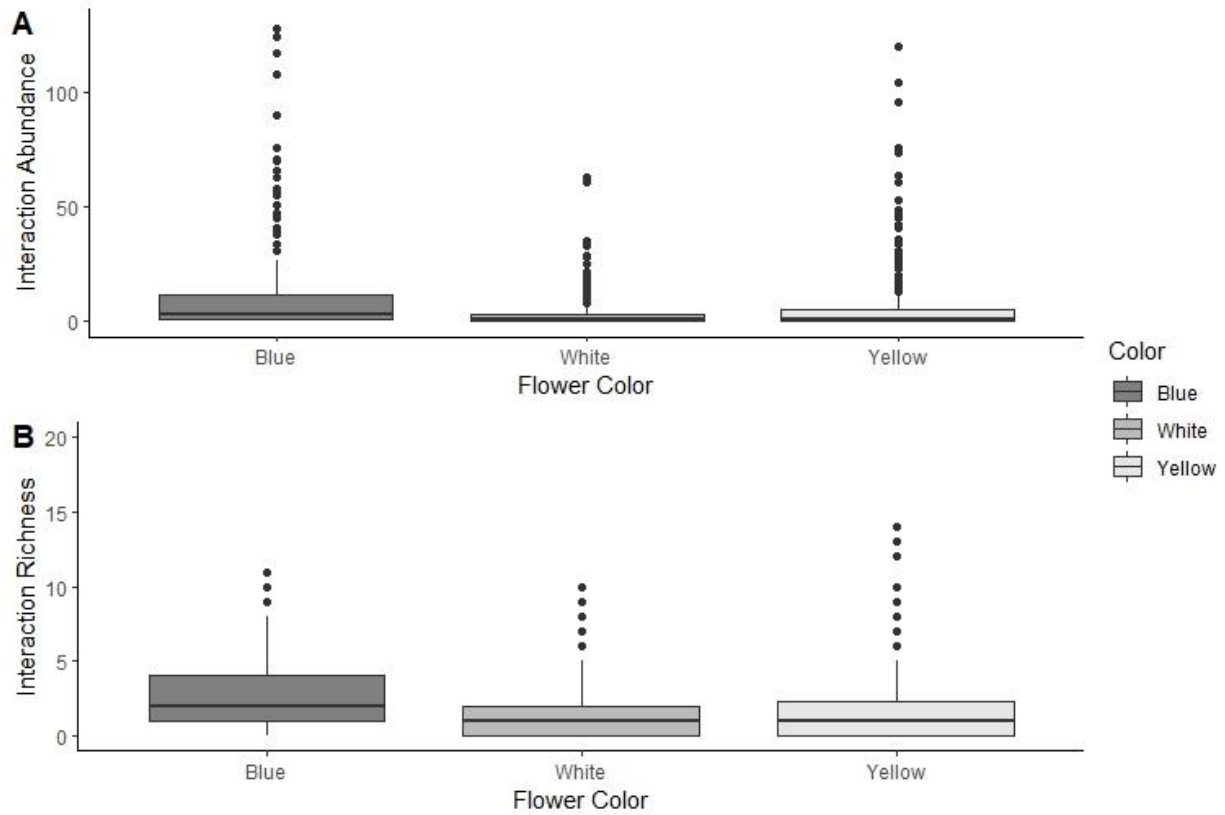 A
Interaction Abundance
100
50
0
Blue White Yellow
Flower Color
Color
Blue
White
Yellow
B
Interaction Richness
20
15
10
5
0
Blue White Yellow
Flower Color